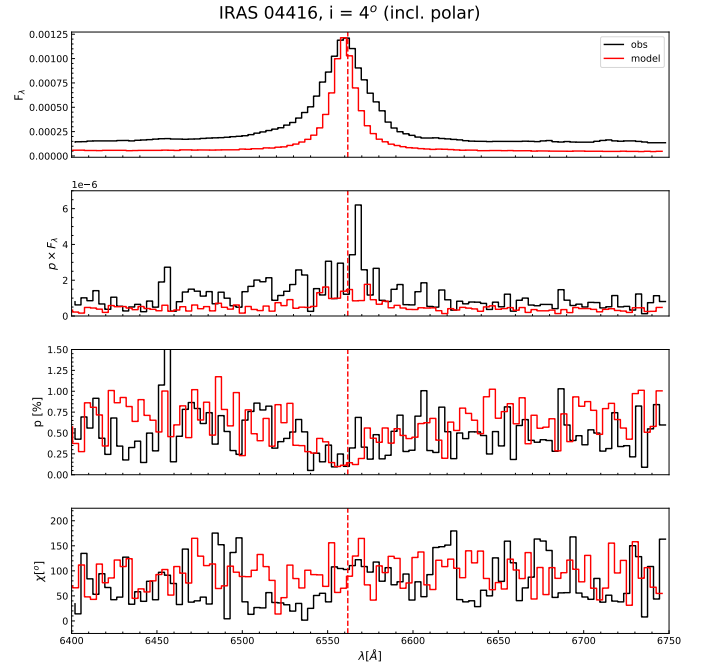 IRAS 04416, i = 4° (incl. polar)
obs
model
0.00125
0.00100
0.00075
0.00050
0.00025
0.00000
F_λ
1e−6
6
4
2
0
p × F_λ
1.50
1.25
1.00
0.75
0.50
0.25
0.00
p [%]
200
150
100
50
0
χ[°]
6400 6450 6500 6550 6600 6650 6700 6750
λ[Å]